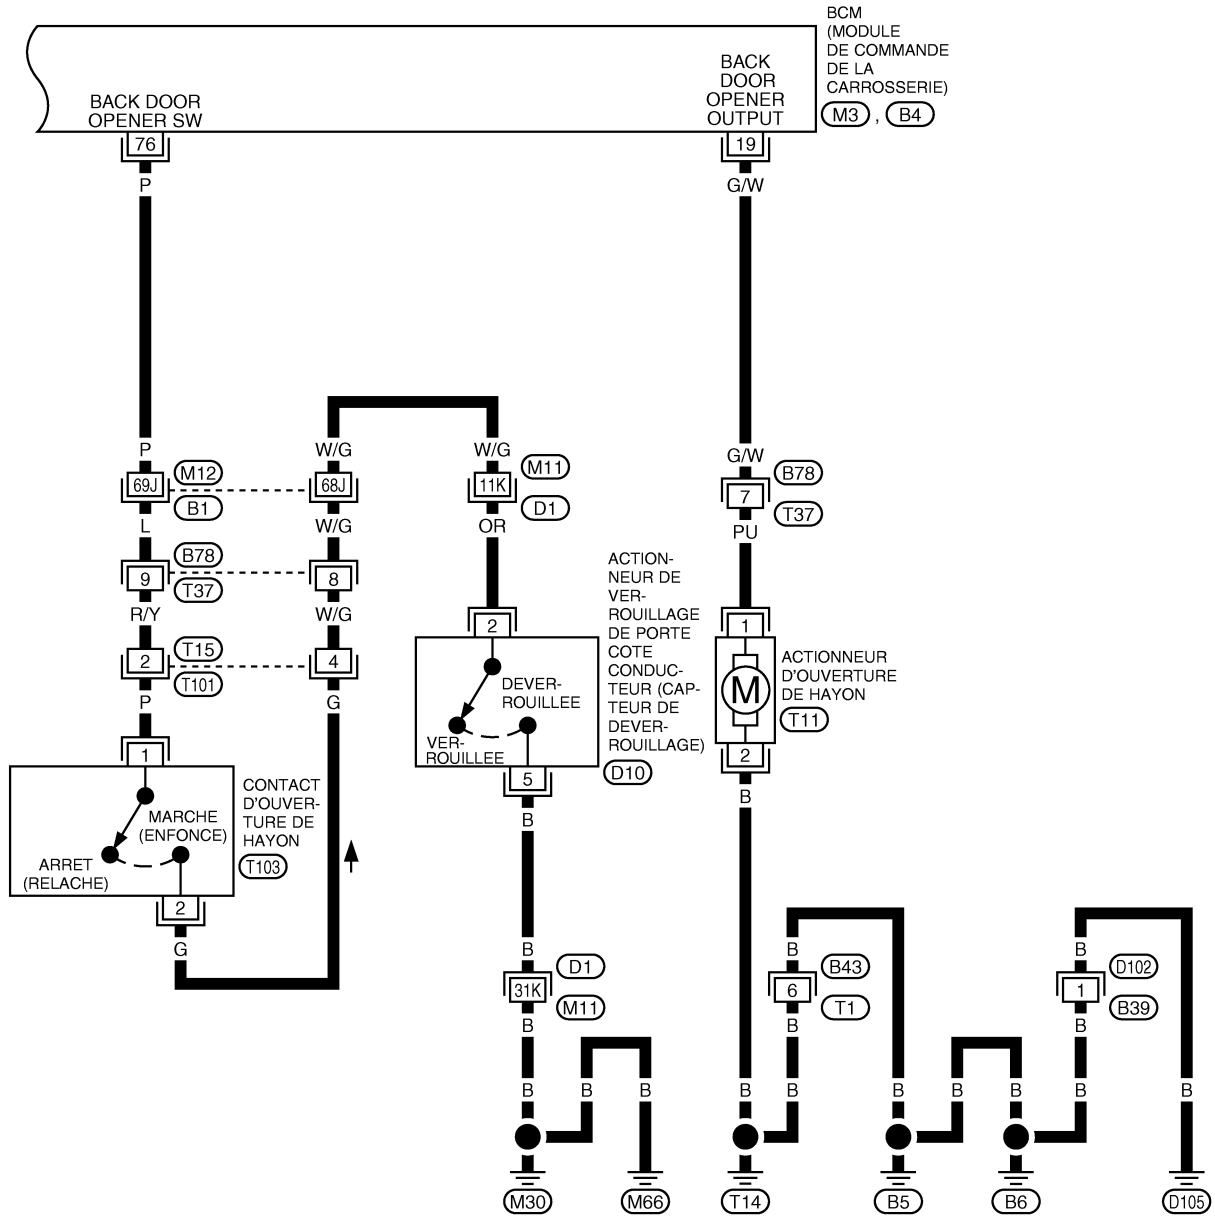 BCM
(MODULE
DE COMMANDE
DE LA
CARROSSERIE)
M3 , B4
BACK DOOR
OPENER SW
BACK
DOOR
OPENER
OUTPUT
76
19
P
G/W
P
W/G
W/G
G/W
69J
M12
B1
68J
11K
M11
D1
7
B78
T37
L
W/G
OR
PU
9
B78
T37
8
R/Y
W/G
2
T15
T101
4
P
G
1
CONTACT
D'OUVER-
TURE DE
HAYON
T103
MARCHE
(ENFONCE)
ARRET
(RELACHE)
2
G
2
ACTION-
NEUR DE
VER-
ROUILLAGE
DE PORTE
COTE
CONDUC-
TEUR (CAP-
TEUR DE
DEVER-
ROUILLAGE)
D10
DEVER-
ROUILLEE
VER-
ROUILLEE
5
B
1
M
ACTIONNEUR
D'OUVERTURE
DE HAYON
T11
2
B
B
B
B
31K
D1
M11
6
B43
T1
1
D102
B39
B
B
B
B
B
B
B
B
B
B
B
B
M30
M66
T14
B5
B6
D105